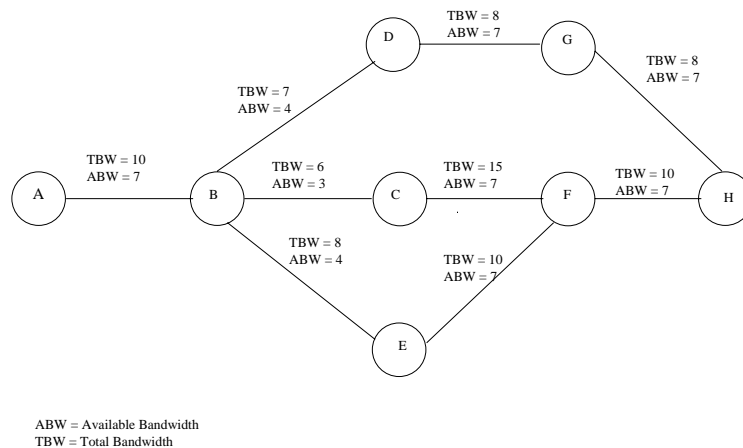 D
TBW = 8
ABW = 7
G
TBW = 8
ABW = 7
TBW = 7
ABW = 4
TBW = 10
ABW = 7
TBW = 6
ABW = 3
TBW = 15
ABW = 7
TBW = 10
ABW = 7
A
B
C
F
H
TBW = 8
ABW = 4
TBW = 10
ABW = 7
E
ABW = Available Bandwidth
TBW = Total Bandwidth